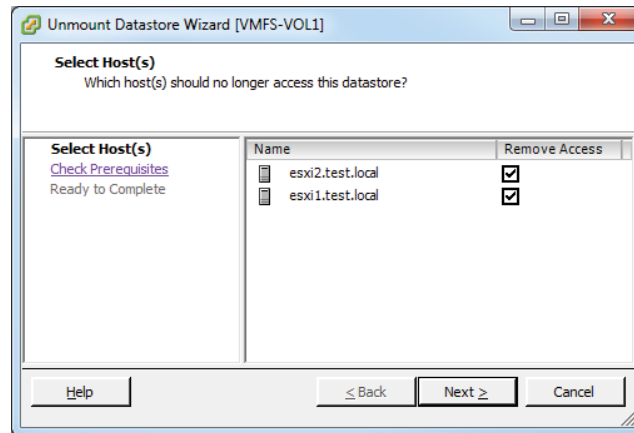 Unmount Datastore Wizard [VMFS-VOL1]
Select Host(s)
Which host(s) should no longer access this datastore?
Select Host(s)
Check Prerequisites
Ready to Complete
Name Remove Access
esxi2.test.local
esxi1.test.local
Help < Back Next > Cancel